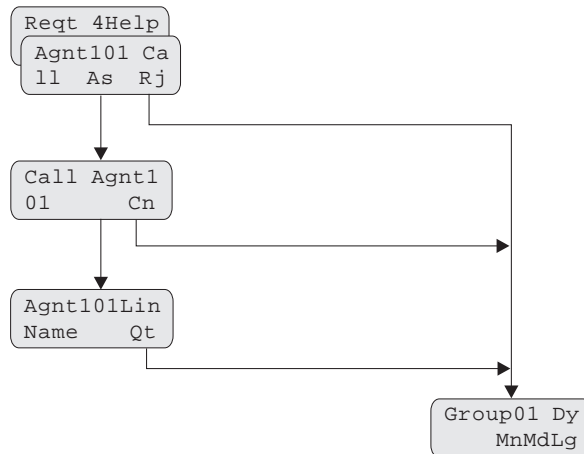 Reqt 4Help
Agnt101 Ca
ll As Rj
Call Agnt1
01 Cn
Agnt101Lin
Name Qt
Group01 Dy
MnMdLg